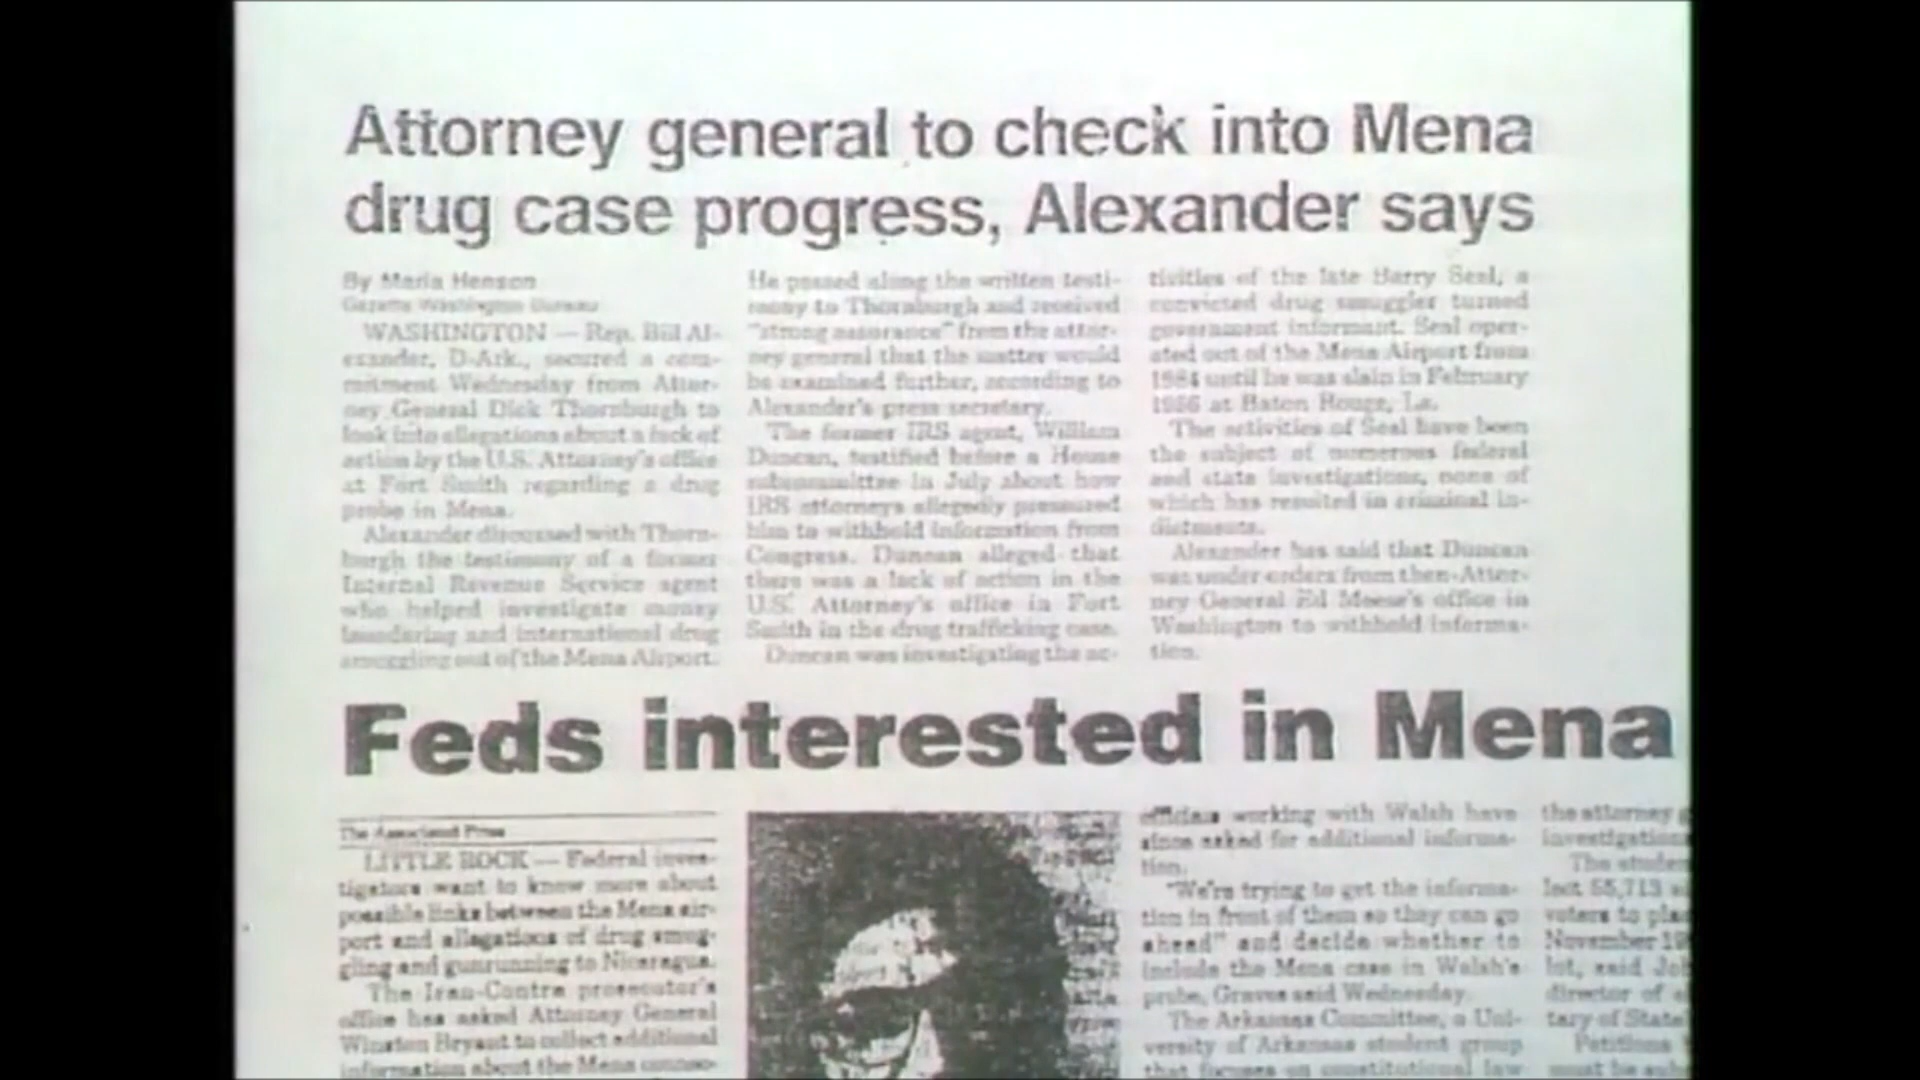 Attorney general to check into Mena
drug case progress, Alexander says
By Maria Henson
Gazette Washington Bureau
WASHINGTON — Rep. Bill Al-
exander, D-Ark., secured a com-
mitment Wednesday from Attor-
ney General Dick Thornburgh to
look into allegations about a lack of
action by the U.S. Attorney's office
at Fort Smith regarding a drug
probe in Mena.
Alexander discussed with Thorn-
burgh the testimony of a former
Internal Revenue Service agent
who helped investigate money
laundering and international drug
smuggling out of the Mena Airport.
He passed along the written testi-
mony to Thornburgh and received
"strong assurance" from the attor-
ney general that the matter would
be examined further, according to
Alexander's press secretary.
The former IRS agent, William
Duncan, testified before a House
subcommittee in July about how
IRS attorneys allegedly pressured
him to withhold information from
Congress. Duncan alleged that
there was a lack of action in the
U.S. Attorney's office in Fort
Smith in the drug trafficking case.
Duncan was investigating the ac-
tivities of the late Barry Seal, a
convicted drug smuggler turned
government informant. Seal oper-
ated out of the Mena Airport from
1984 until he was slain in February
1986 at Baton Rouge, La.
The activities of Seal have been
the subject of numerous federal
and state investigations, none of
which has resulted in criminal in-
dictments.
Alexander has said that Duncan
was under orders from then-Attor-
ney General Ed Meese's office in
Washington to withhold informa-
tion.
Feds interested in Mena
The Associated Press
LITTLE ROCK — Federal inves-
tigators want to know more about
possible links between the Mena air-
port and allegations of drug smug-
gling and gunrunning to Nicaragua.
The Iran-Contra prosecutor's
office has asked Attorney General
Winston Bryant to collect additional
information about the Mena connec-
officials working with Walsh have
since asked for additional informa-
tion.
"We're trying to get the informa-
tion in front of them so they can go
ahead" and decide whether to
include the Mena case in Walsh's
probe, Graves said Wednesday.
The Arkansas Committee, a Uni-
versity of Arkansas student group
that focuses on constitutional law
the attorney g
investigations
The studen
lect 55,713
voters to pla
November 19
lot, said Jo
director of
tary of State
Petitions
must be sub